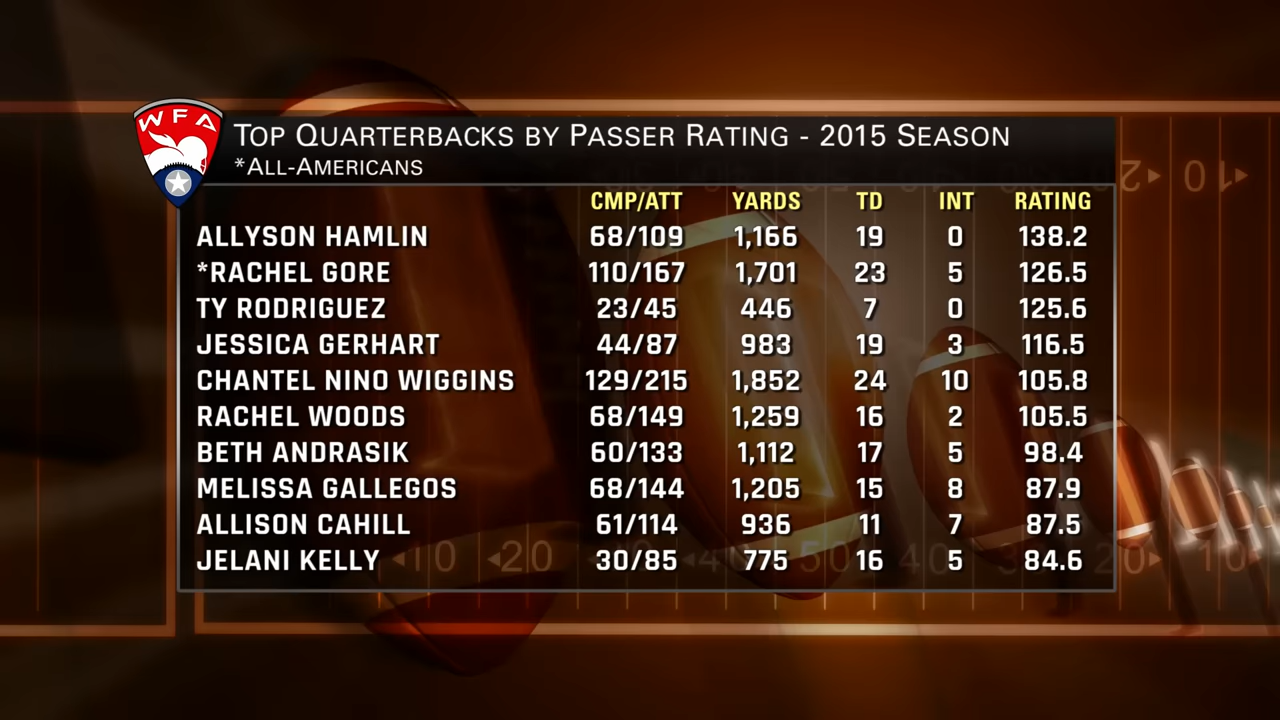 WFA
TOP QUARTERBACKS BY PASSER RATING - 2015 SEASON
*ALL-AMERICANS
CMP/ATT YARDS TD INT RATING
ALLYSON HAMLIN 68/109 1,166 19 0 138.2
*RACHEL GORE 110/167 1,701 23 5 126.5
TY RODRIGUEZ 23/45 446 7 0 125.6
JESSICA GERHART 44/87 983 19 3 116.5
CHANTEL NINO WIGGINS 129/215 1,852 24 10 105.8
RACHEL WOODS 68/149 1,259 16 2 105.5
BETH ANDRASIK 60/133 1,112 17 5 98.4
MELISSA GALLEGOS 68/144 1,205 15 8 87.9
ALLISON CAHILL 61/114 936 11 7 87.5
JELANI KELLY 30/85 775 16 5 84.6